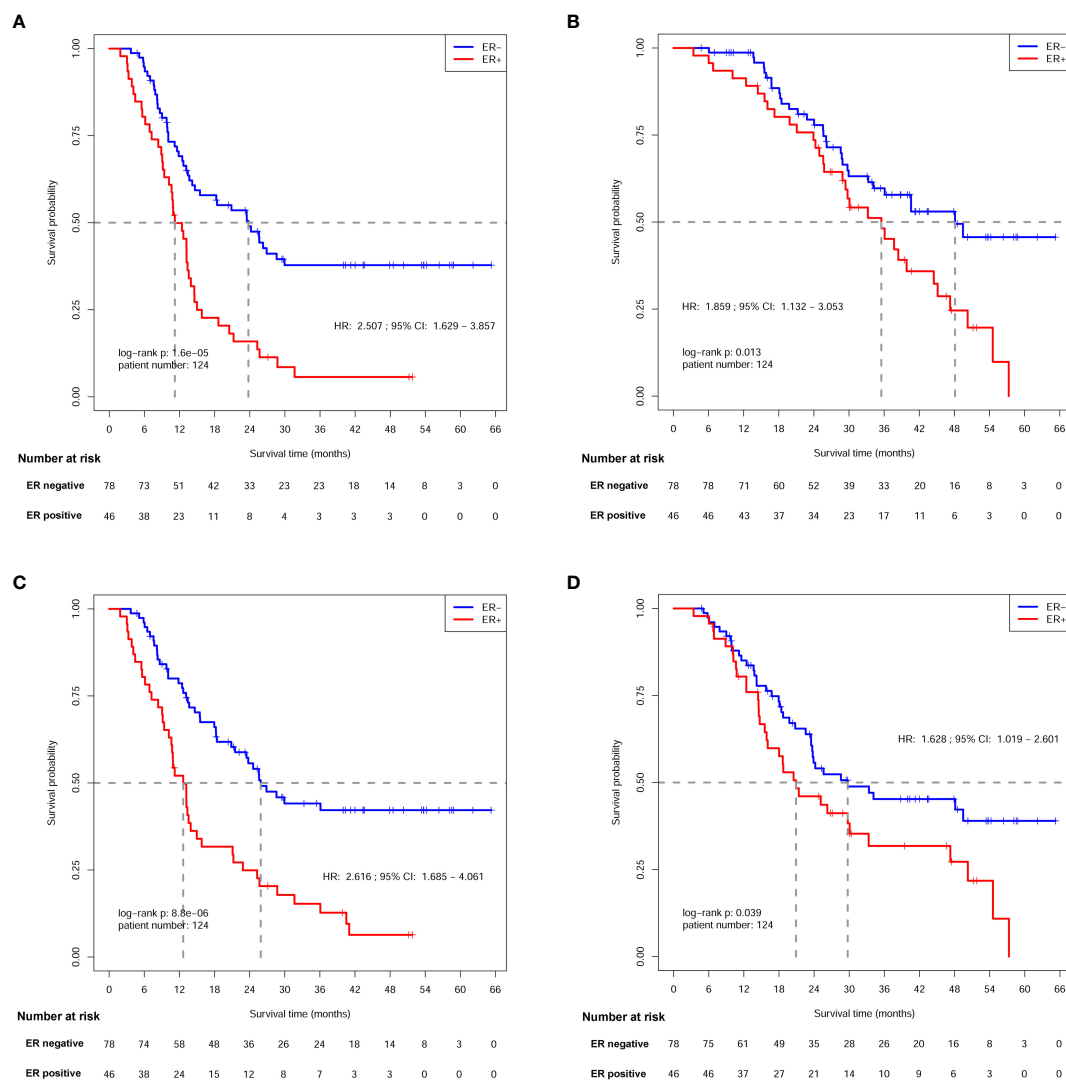 A
ER−
ER+
1.00
0.75
0.50
0.25
0.00
Survival probability
HR: 2.507 ; 95% CI: 1.629 − 3.857
log−rank p: 1.6e−05
patient number: 124
0 6 12 18 24 30 36 42 48 54 60 66
Survival time (months)
Number at risk
ER negative 78 73 51 42 33 23 23 18 14 8 3 0
ER positive 46 38 23 11 8 4 3 3 3 0 0 0
B
ER−
ER+
1.00
0.75
0.50
0.25
0.00
Survival probability
HR: 1.859 ; 95% CI: 1.132 − 3.053
log−rank p: 0.013
patient number: 124
0 6 12 18 24 30 36 42 48 54 60 66
Survival time (months)
Number at risk
ER negative 78 78 71 60 52 39 33 20 16 8 3 0
ER positive 46 46 43 37 34 23 17 11 6 3 0 0
C
ER−
ER+
1.00
0.75
0.50
0.25
0.00
Survival probability
HR: 2.616 ; 95% CI: 1.685 − 4.061
log−rank p: 8.8e−06
patient number: 124
0 6 12 18 24 30 36 42 48 54 60 66
Survival time (months)
Number at risk
ER negative 78 74 58 48 36 26 24 18 14 8 3 0
ER positive 46 38 24 15 12 8 7 3 3 0 0 0
D
ER−
ER+
1.00
0.75
0.50
0.25
0.00
Survival probability
HR: 1.628 ; 95% CI: 1.019 − 2.601
log−rank p: 0.039
patient number: 124
0 6 12 18 24 30 36 42 48 54 60 66
Survival time (months)
Number at risk
ER negative 78 75 61 49 35 28 26 20 16 8 3 0
ER positive 46 46 37 27 21 14 10 9 6 3 0 0